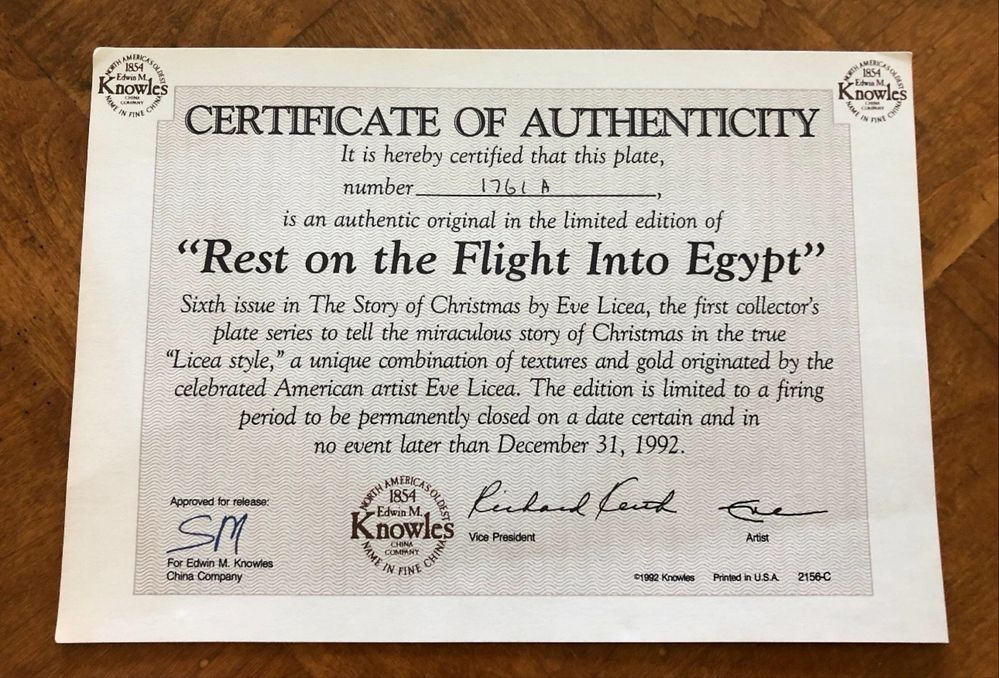 NORTH AMERICA'S OLDEST
1854
Edwin M.
Knowles
CHINA
COMPANY
NAME IN FINE CHINA
NORTH AMERICA'S OLDEST
1854
Edwin M.
Knowles
CHINA
COMPANY
NAME IN FINE CHINA
CERTIFICATE OF AUTHENTICITY
It is hereby certified that this plate,
number 1761 A,
is an authentic original in the limited edition of
“Rest on the Flight Into Egypt”
Sixth issue in The Story of Christmas by Eve Licea, the first collector's
plate series to tell the miraculous story of Christmas in the true
“Licea style,” a unique combination of textures and gold originated by the
celebrated American artist Eve Licea. The edition is limited to a firing
period to be permanently closed on a date certain and in
no event later than December 31, 1992.
Approved for release:
SM
For Edwin M. Knowles
China Company
NORTH AMERICA'S OLDEST
1854
Edwin M.
Knowles
CHINA
COMPANY
NAME IN FINE CHINA
Richard Kenth
Vice President
Eve
Artist
©1992 Knowles Printed in U.S.A. 2156-C